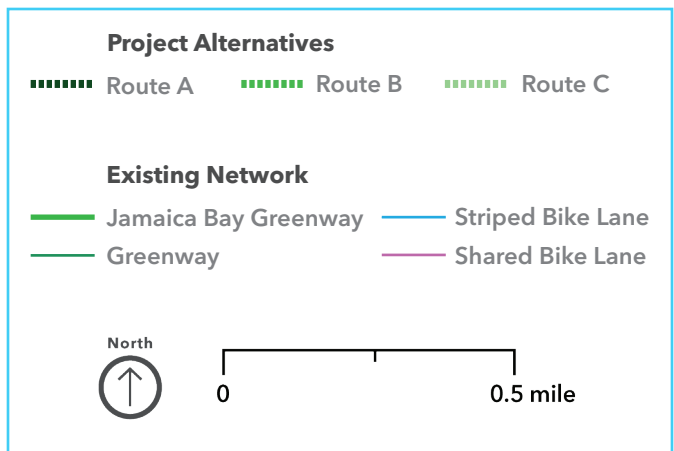 Project Alternatives
Route A Route B Route C
Existing Network
Jamaica Bay Greenway Striped Bike Lane
Greenway Shared Bike Lane
North
0 0.5 mile